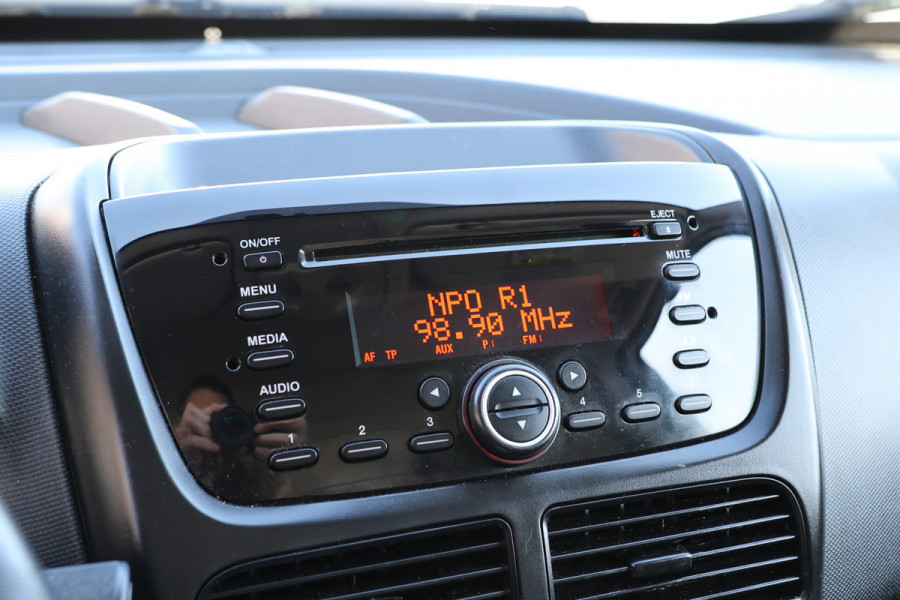 EJECT
ON/OFF
MUTE
MENU
NPO R1
98.90 MHz
AF TP AUX P: FM:
MEDIA
AUDIO
1 2 3 4 5